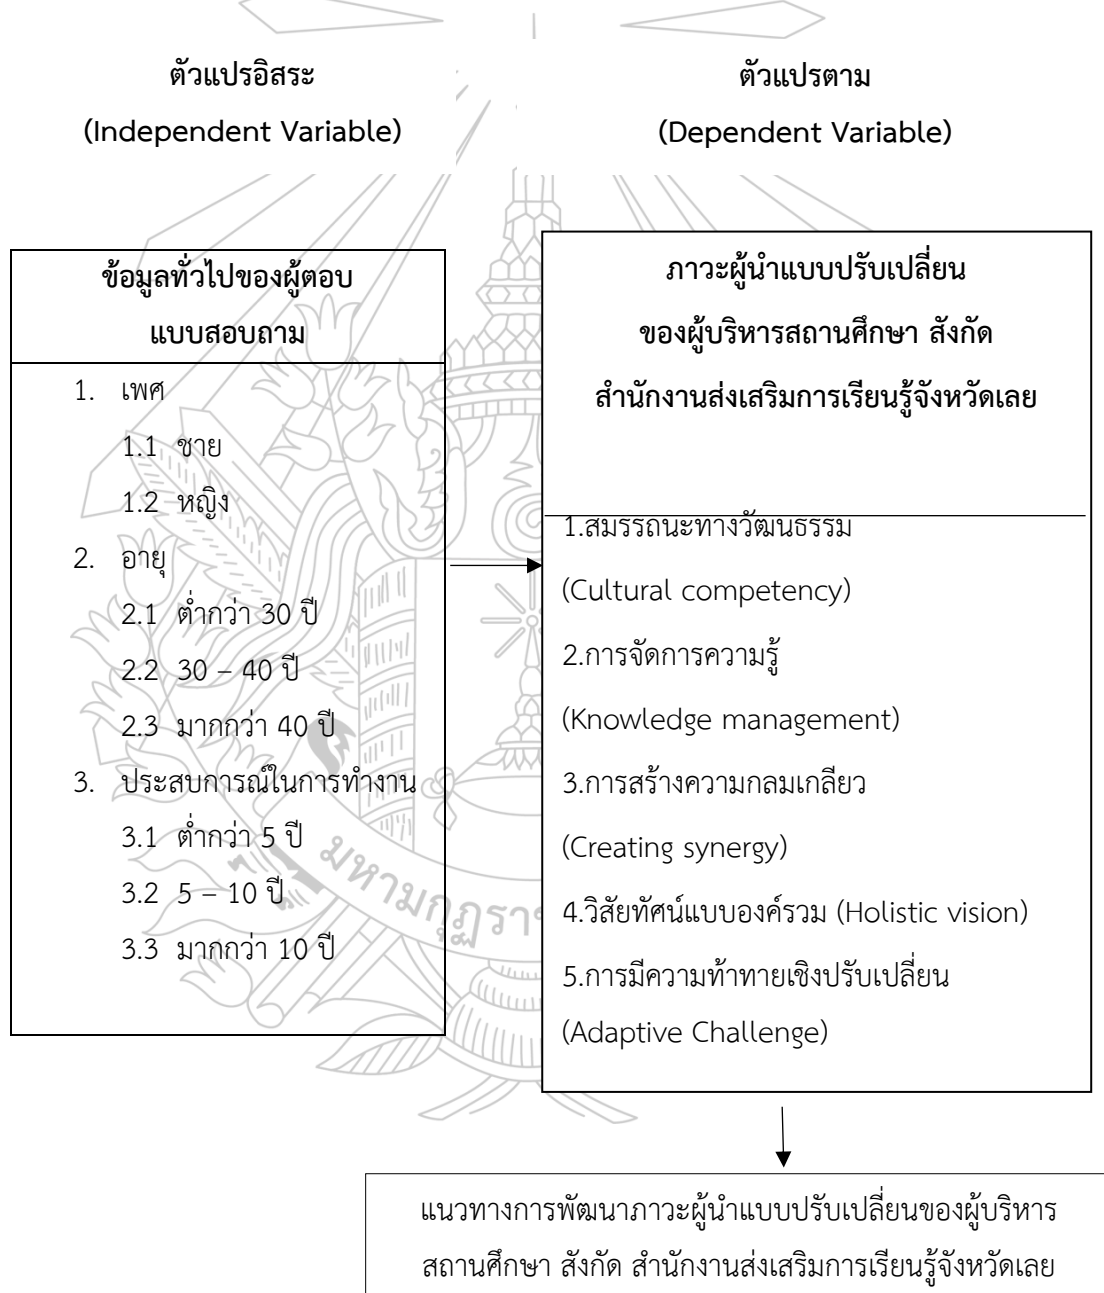 ตัวแปรอิสระ
(Independent Variable)
ตัวแปรตาม
(Dependent Variable)
ข้อมูลทั่วไปของผู้ตอบ
แบบสอบถาม
1. เพศ
1.1 ชาย
1.2 หญิง
2. อายุ
2.1 ต่ำกว่า 30 ปี
2.2 30 – 40 ปี
2.3 มากกว่า 40 ปี
3. ประสบการณ์ในการทำงาน
3.1 ต่ำกว่า 5 ปี
3.2 5 – 10 ปี
3.3 มากกว่า 10 ปี
ภาวะผู้นำแบบปรับเปลี่ยน
ของผู้บริหารสถานศึกษา สังกัด
สำนักงานส่งเสริมการเรียนรู้จังหวัดเลย
1.สมรรถนะทางวัฒนธรรม
(Cultural competency)
2.การจัดการความรู้
(Knowledge management)
3.การสร้างความกลมเกลียว
(Creating synergy)
4.วิสัยทัศน์แบบองค์รวม (Holistic vision)
5.การมีความท้าทายเชิงปรับเปลี่ยน
(Adaptive Challenge)
แนวทางการพัฒนาภาวะผู้นำแบบปรับเปลี่ยนของผู้บริหาร
สถานศึกษา สังกัด สำนักงานส่งเสริมการเรียนรู้จังหวัดเลย